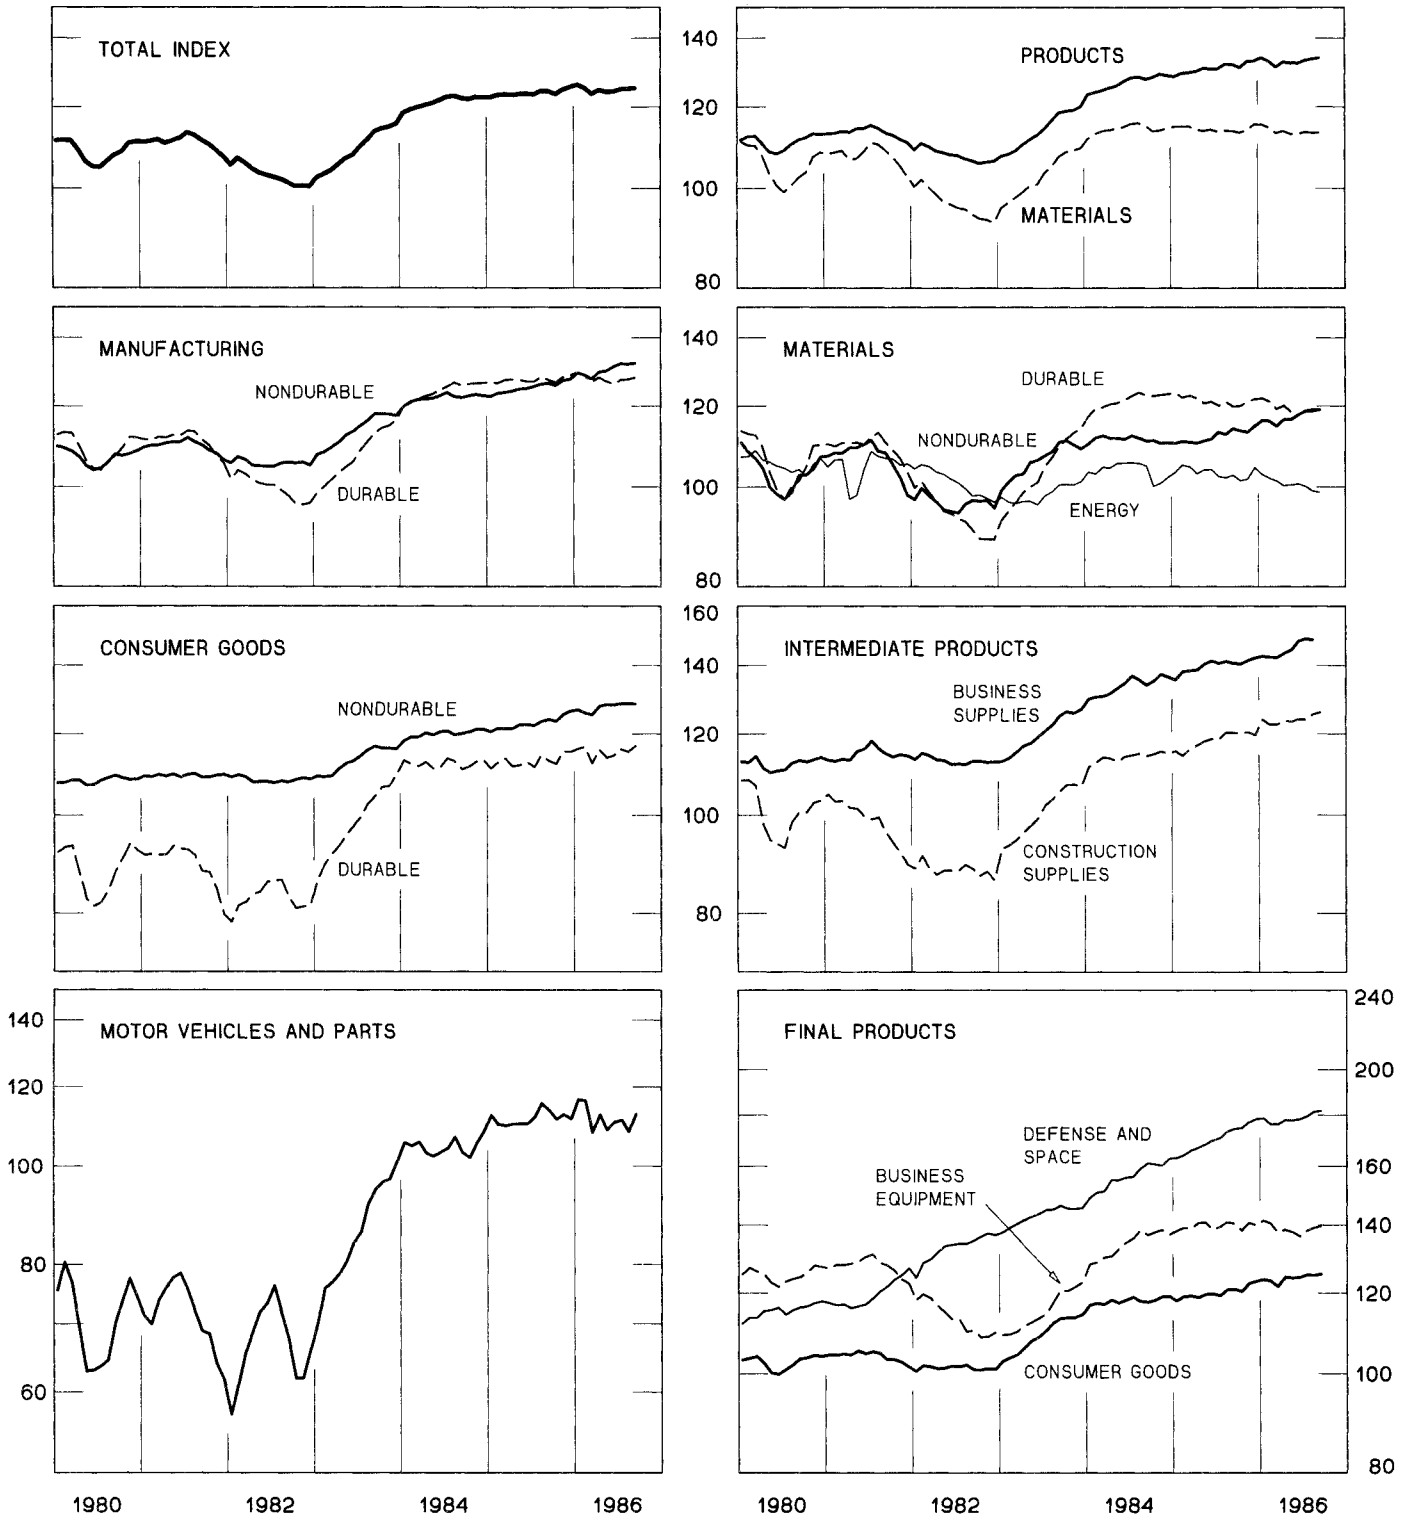 TOTAL INDEX
140
120
100
80
PRODUCTS
MATERIALS
MANUFACTURING
NONDURABLE
DURABLE
140
120
100
80
MATERIALS
DURABLE
NONDURABLE
ENERGY
CONSUMER GOODS
NONDURABLE
DURABLE
160
140
120
100
80
INTERMEDIATE PRODUCTS
BUSINESS
SUPPLIES
CONSTRUCTION
SUPPLIES
140
120
100
80
60
MOTOR VEHICLES AND PARTS
FINAL PRODUCTS
DEFENSE AND
SPACE
BUSINESS
EQUIPMENT
CONSUMER GOODS
240
200
160
140
120
100
80
1980 1982 1984 1986
1980 1982 1984 1986